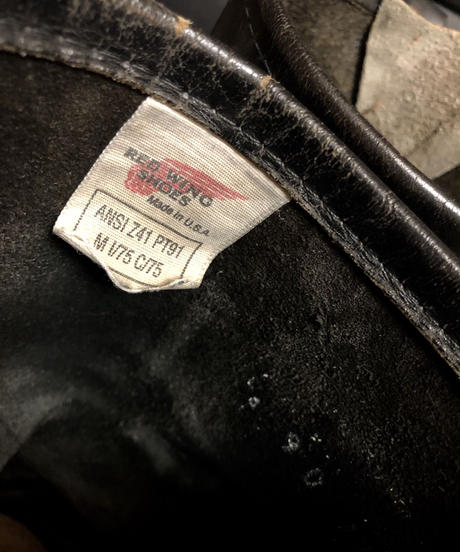 RED WING
SHOES
Made in U.S.A.
ANSI Z41 PT91
M I/75 C/75